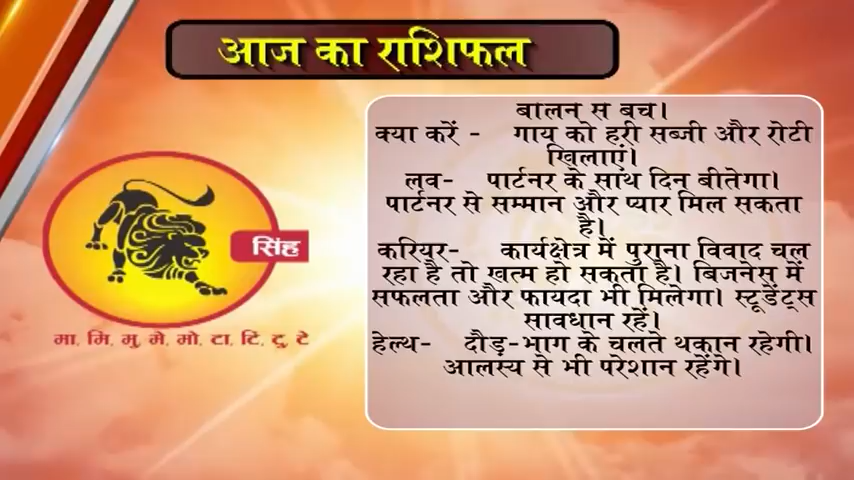 आज का राशिफल
बोलने से बचें।
क्या करें - गाय को हरी सब्जी और रोटी
खिलाएं।
लव- पार्टनर के साथ दिन बीतेगा।
पार्टनर से सम्मान और प्यार मिल सकता
है।
करियर- कार्यक्षेत्र में पुराना विवाद चल
रहा है तो खत्म हो सकता है। बिजनेस में
सफलता और फायदा भी मिलेगा। स्टूडेंट्स
सावधान रहें।
हेल्थ- दौड़-भाग के चलते थकान रहेगी।
आलस्य से भी परेशान रहेंगे।
सिंह
मा, मि, मु, मे, मो, टा, टि, टु, टे